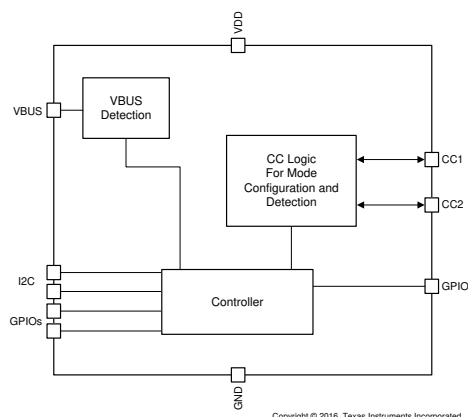 VDD
VBUS
Detection
VBUS
CC Logic
For Mode
Configuration and
Detection
CC1
CC2
I2C
GPIOs
Controller
GPIO
GND
Copyright © 2016, Texas Instruments Incorporated